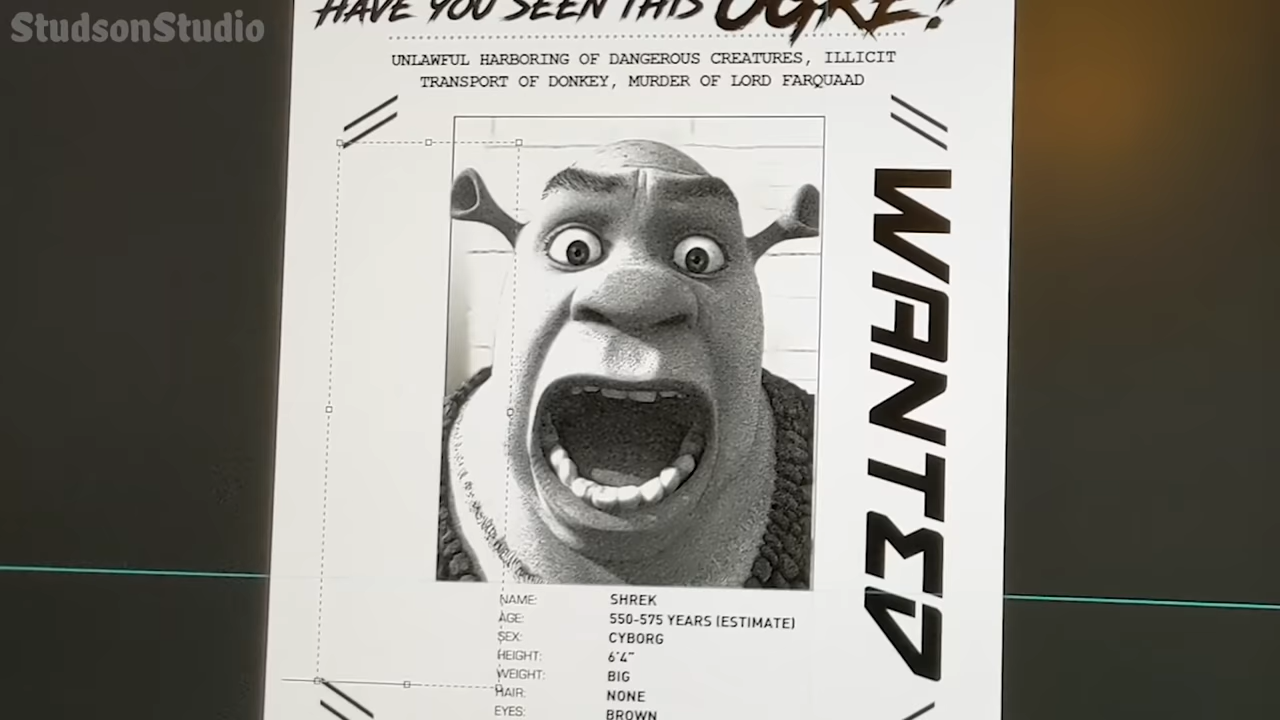 StudsonStudio
HAVE YOU SEEN THIS OGRE?
UNLAWFUL HARBORING OF DANGEROUS CREATURES, ILLICIT
TRANSPORT OF DONKEY, MURDER OF LORD FARQUAAD
WANTED
NAME: SHREK
AGE: 550-575 YEARS (ESTIMATE)
SEX: CYBORG
HEIGHT: 6'4"
WEIGHT: BIG
HAIR: NONE
EYES: BROWN